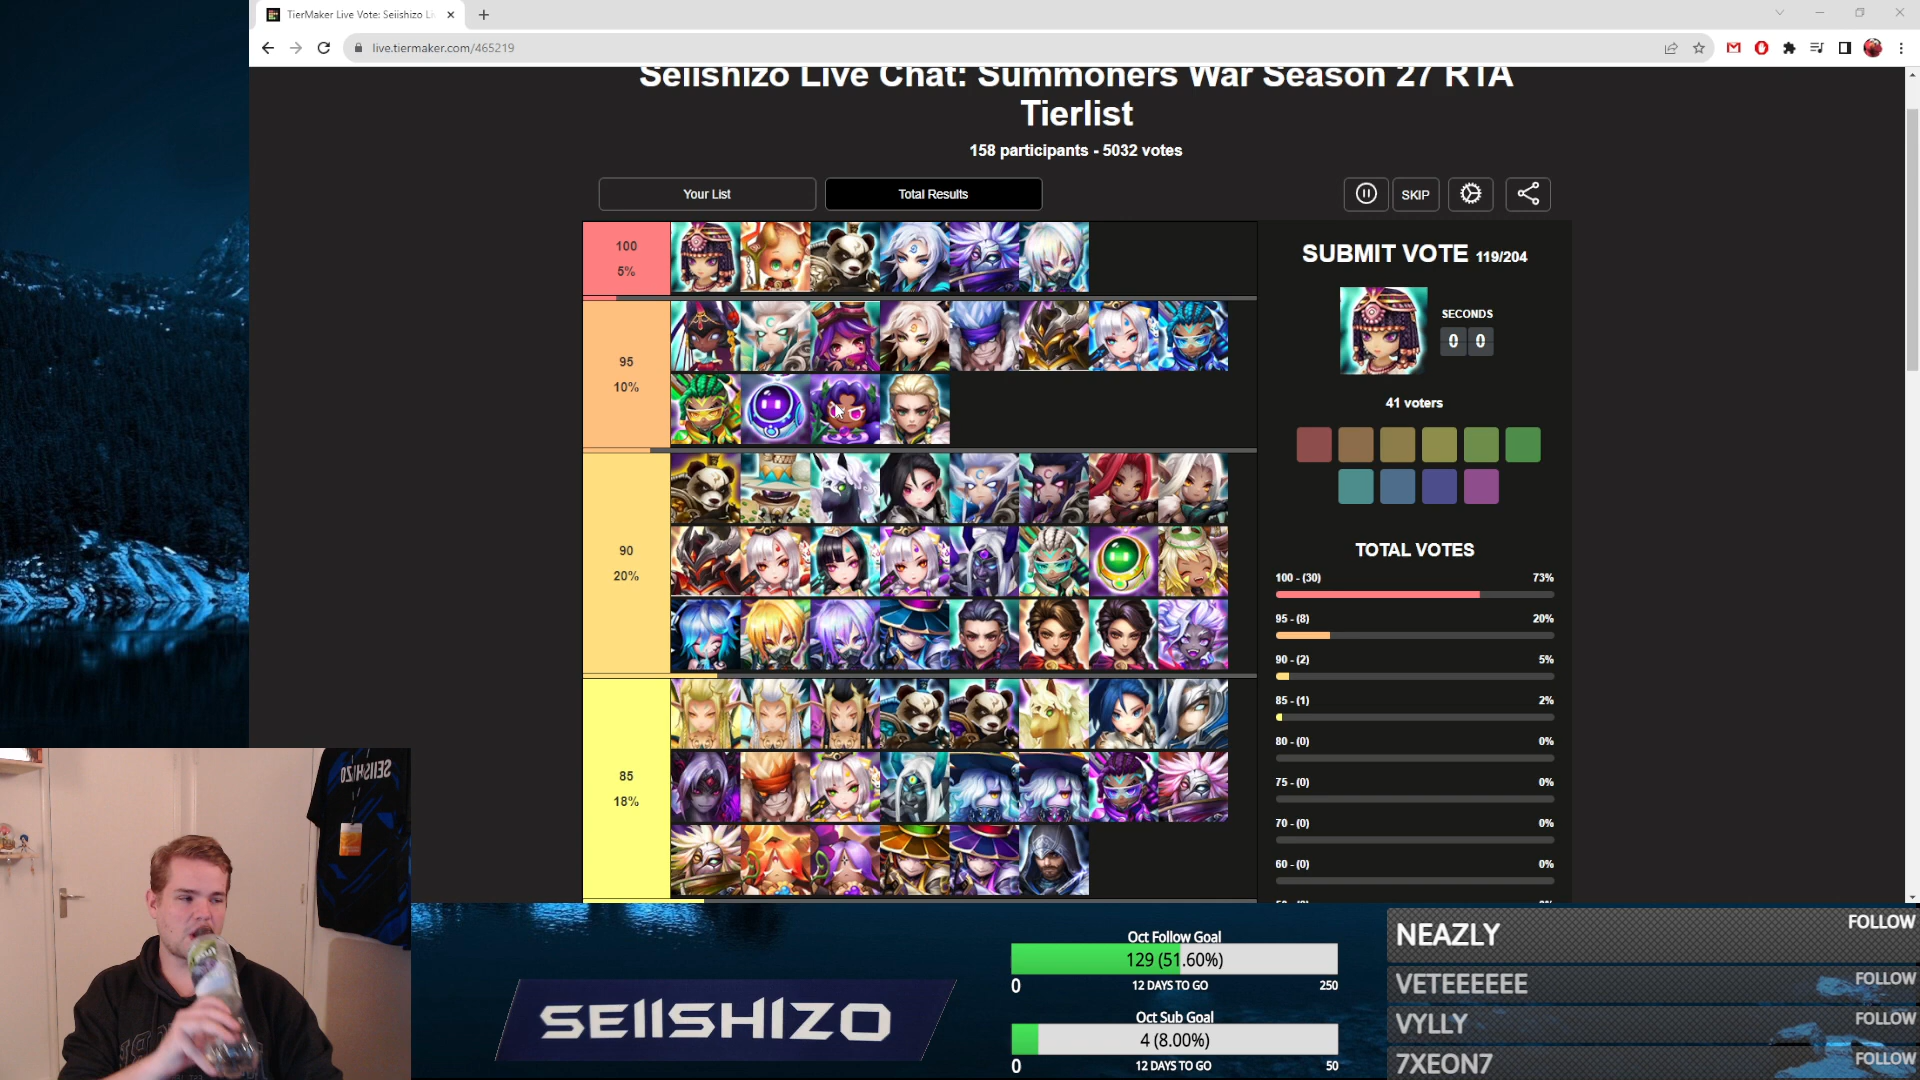 TierMaker Live Vote: Seiishizo Li
live.tiermaker.com/465219
Seiishizo Live Chat: Summoners War Season 27 RTA
Tierlist
158 participants - 5032 votes
Your List
Total Results
SKIP
100
5%
95
10%
90
20%
85
18%
SUBMIT VOTE 119/204
SECONDS
0 0
41 voters
TOTAL VOTES
100 - (30) 73%
95 - (8) 20%
90 - (2) 5%
85 - (1) 2%
80 - (0) 0%
75 - (0) 0%
70 - (0) 0%
60 - (0) 0%
SEIISHIZO
Oct Follow Goal
129 (51.60%)
0 12 DAYS TO GO 250
Oct Sub Goal
4 (8.00%)
0 12 DAYS TO GO 50
SEIISHIZO
NEAZLY FOLLOW
VETEEEEEE FOLLOW
VYLLY FOLLOW
7XEON7 FOLLOW